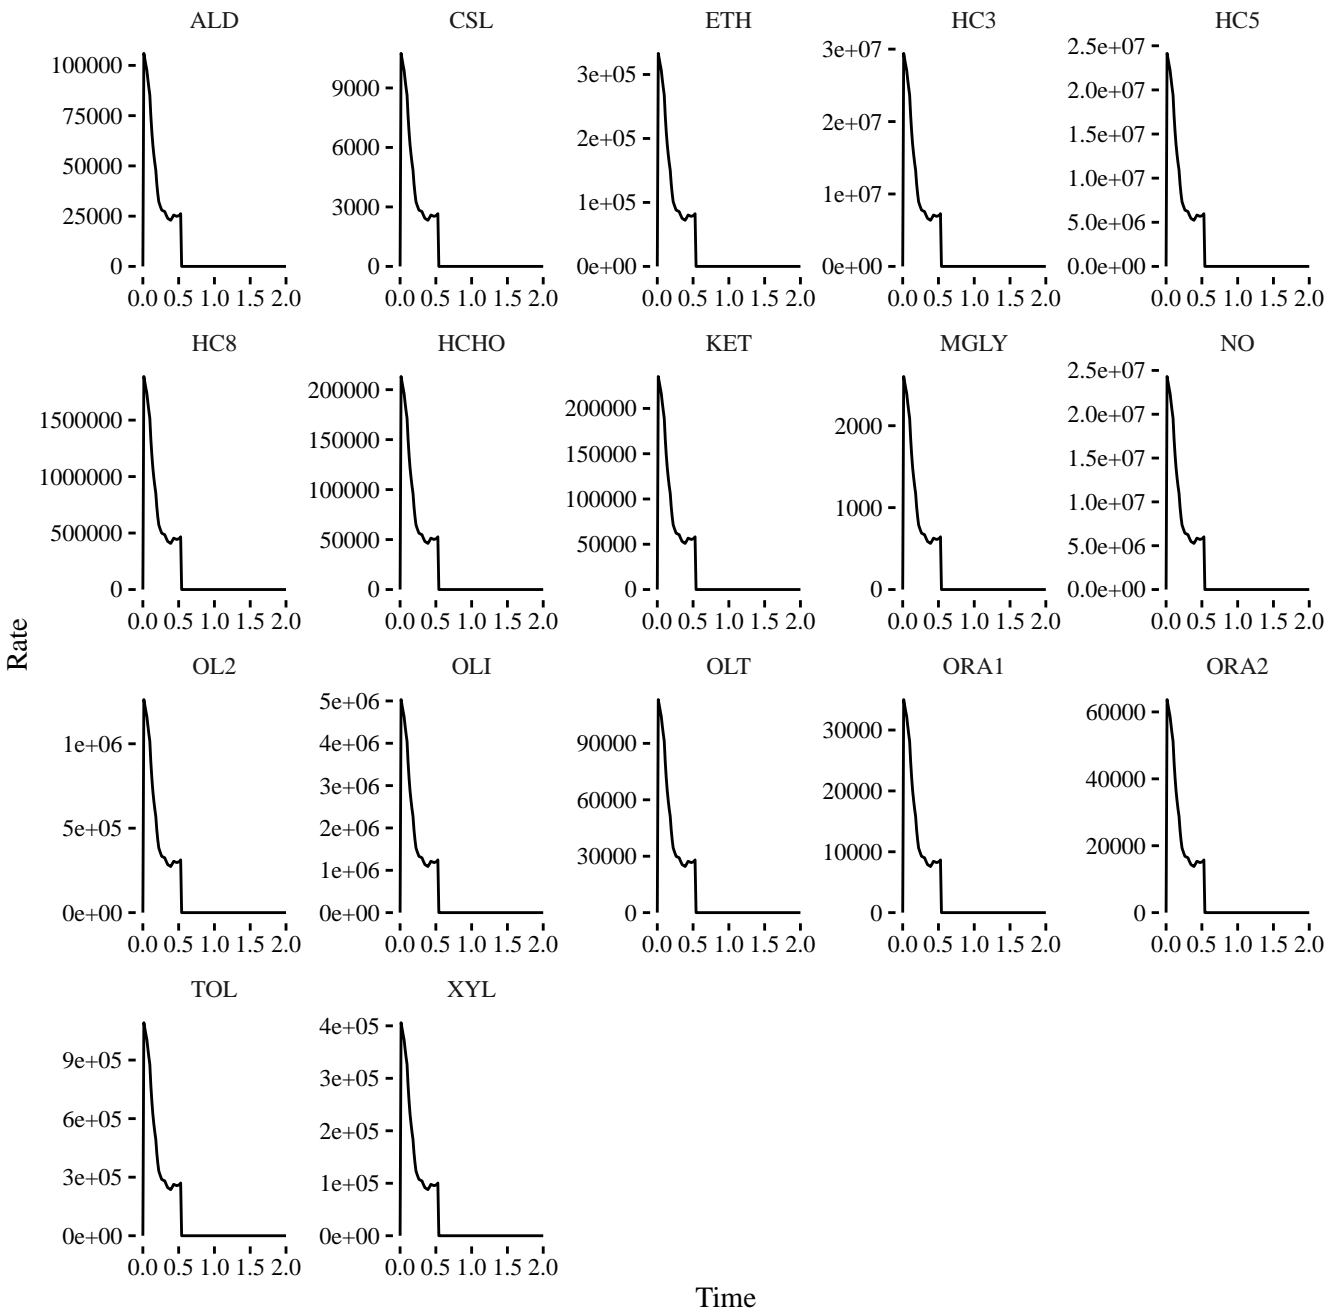 ALD CSL ETH HC3 HC5
100000 75000 50000 25000 0
9000 6000 3000 0
3e+05 2e+05 1e+05 0e+00
3e+07 2e+07 1e+07 0e+00
2.5e+07 2.0e+07 1.5e+07 1.0e+07 5.0e+06 0.0e+00
0.0 0.5 1.0 1.5 2.0 0.0 0.5 1.0 1.5 2.0 0.0 0.5 1.0 1.5 2.0 0.0 0.5 1.0 1.5 2.0 0.0 0.5 1.0 1.5 2.0
HC8 HCHO KET MGLY NO
1500000 1000000 500000 0
200000 150000 100000 50000 0
200000 150000 100000 50000 0
2000 1000 0
2.5e+07 2.0e+07 1.5e+07 1.0e+07 5.0e+06 0.0e+00
0.0 0.5 1.0 1.5 2.0 0.0 0.5 1.0 1.5 2.0 0.0 0.5 1.0 1.5 2.0 0.0 0.5 1.0 1.5 2.0 0.0 0.5 1.0 1.5 2.0
Rate
OL2 OLI OLT ORA1 ORA2
1e+06 5e+05 0e+00
5e+06 4e+06 3e+06 2e+06 1e+06 0e+00
90000 60000 30000 0
30000 20000 10000 0
60000 40000 20000 0
0.0 0.5 1.0 1.5 2.0 0.0 0.5 1.0 1.5 2.0 0.0 0.5 1.0 1.5 2.0 0.0 0.5 1.0 1.5 2.0 0.0 0.5 1.0 1.5 2.0
TOL XYL
9e+05 6e+05 3e+05 0e+00
4e+05 3e+05 2e+05 1e+05 0e+00
0.0 0.5 1.0 1.5 2.0 0.0 0.5 1.0 1.5 2.0
Time